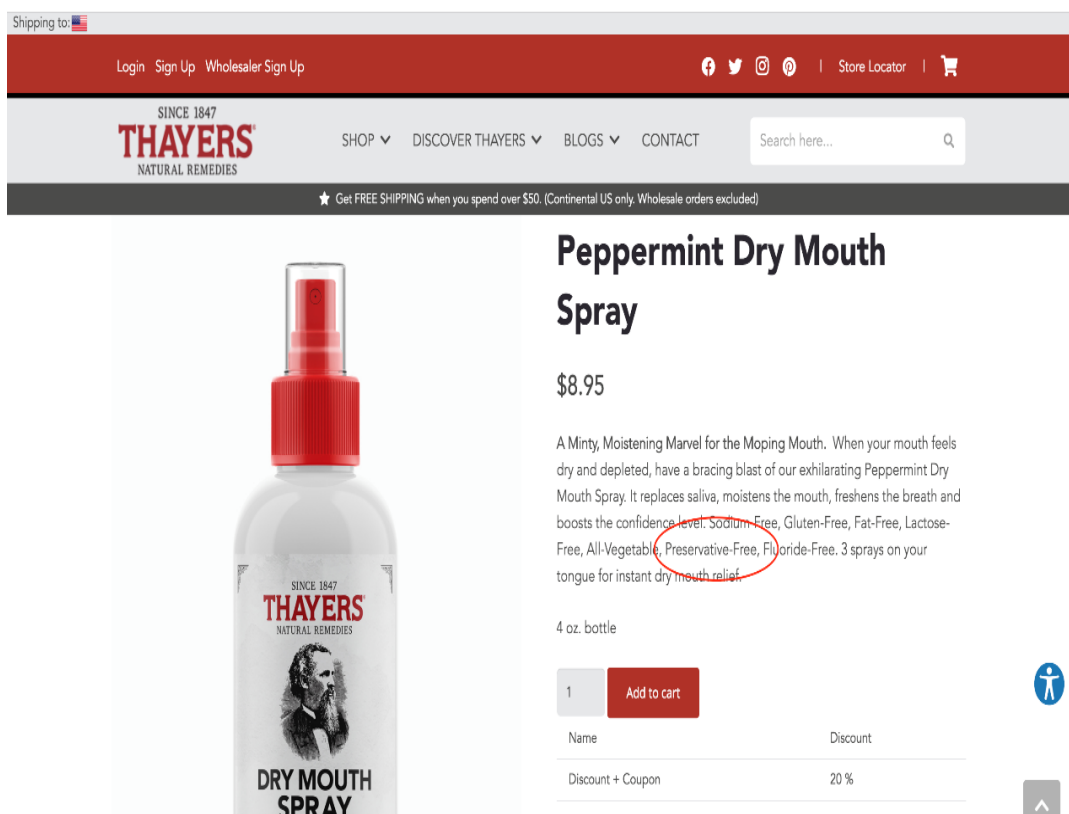 Shipping to:
Login Sign Up Wholesaler Sign Up
Store Locator
SINCE 1847
THAYERS
NATURAL REMEDIES
SHOP DISCOVER THAYERS BLOGS CONTACT
Search here...
Get FREE SHIPPING when you spend over $50. (Continental US only. Wholesale orders excluded)
Peppermint Dry Mouth
Spray
$8.95
A Minty, Moistening Marvel for the Moping Mouth. When your mouth feels
dry and depleted, have a bracing blast of our exhilarating Peppermint Dry
Mouth Spray. It replaces saliva, moistens the mouth, freshens the breath and
boosts the confidence level. Sodium-Free, Gluten-Free, Fat-Free, Lactose-
Free, All-Vegetable, Preservative-Free, Fluoride-Free. 3 sprays on your
tongue for instant dry mouth relief.
4 oz. bottle
1
Add to cart
Name Discount
Discount + Coupon 20 %
SINCE 1847
THAYERS
NATURAL REMEDIES
DRY MOUTH
SPRAY